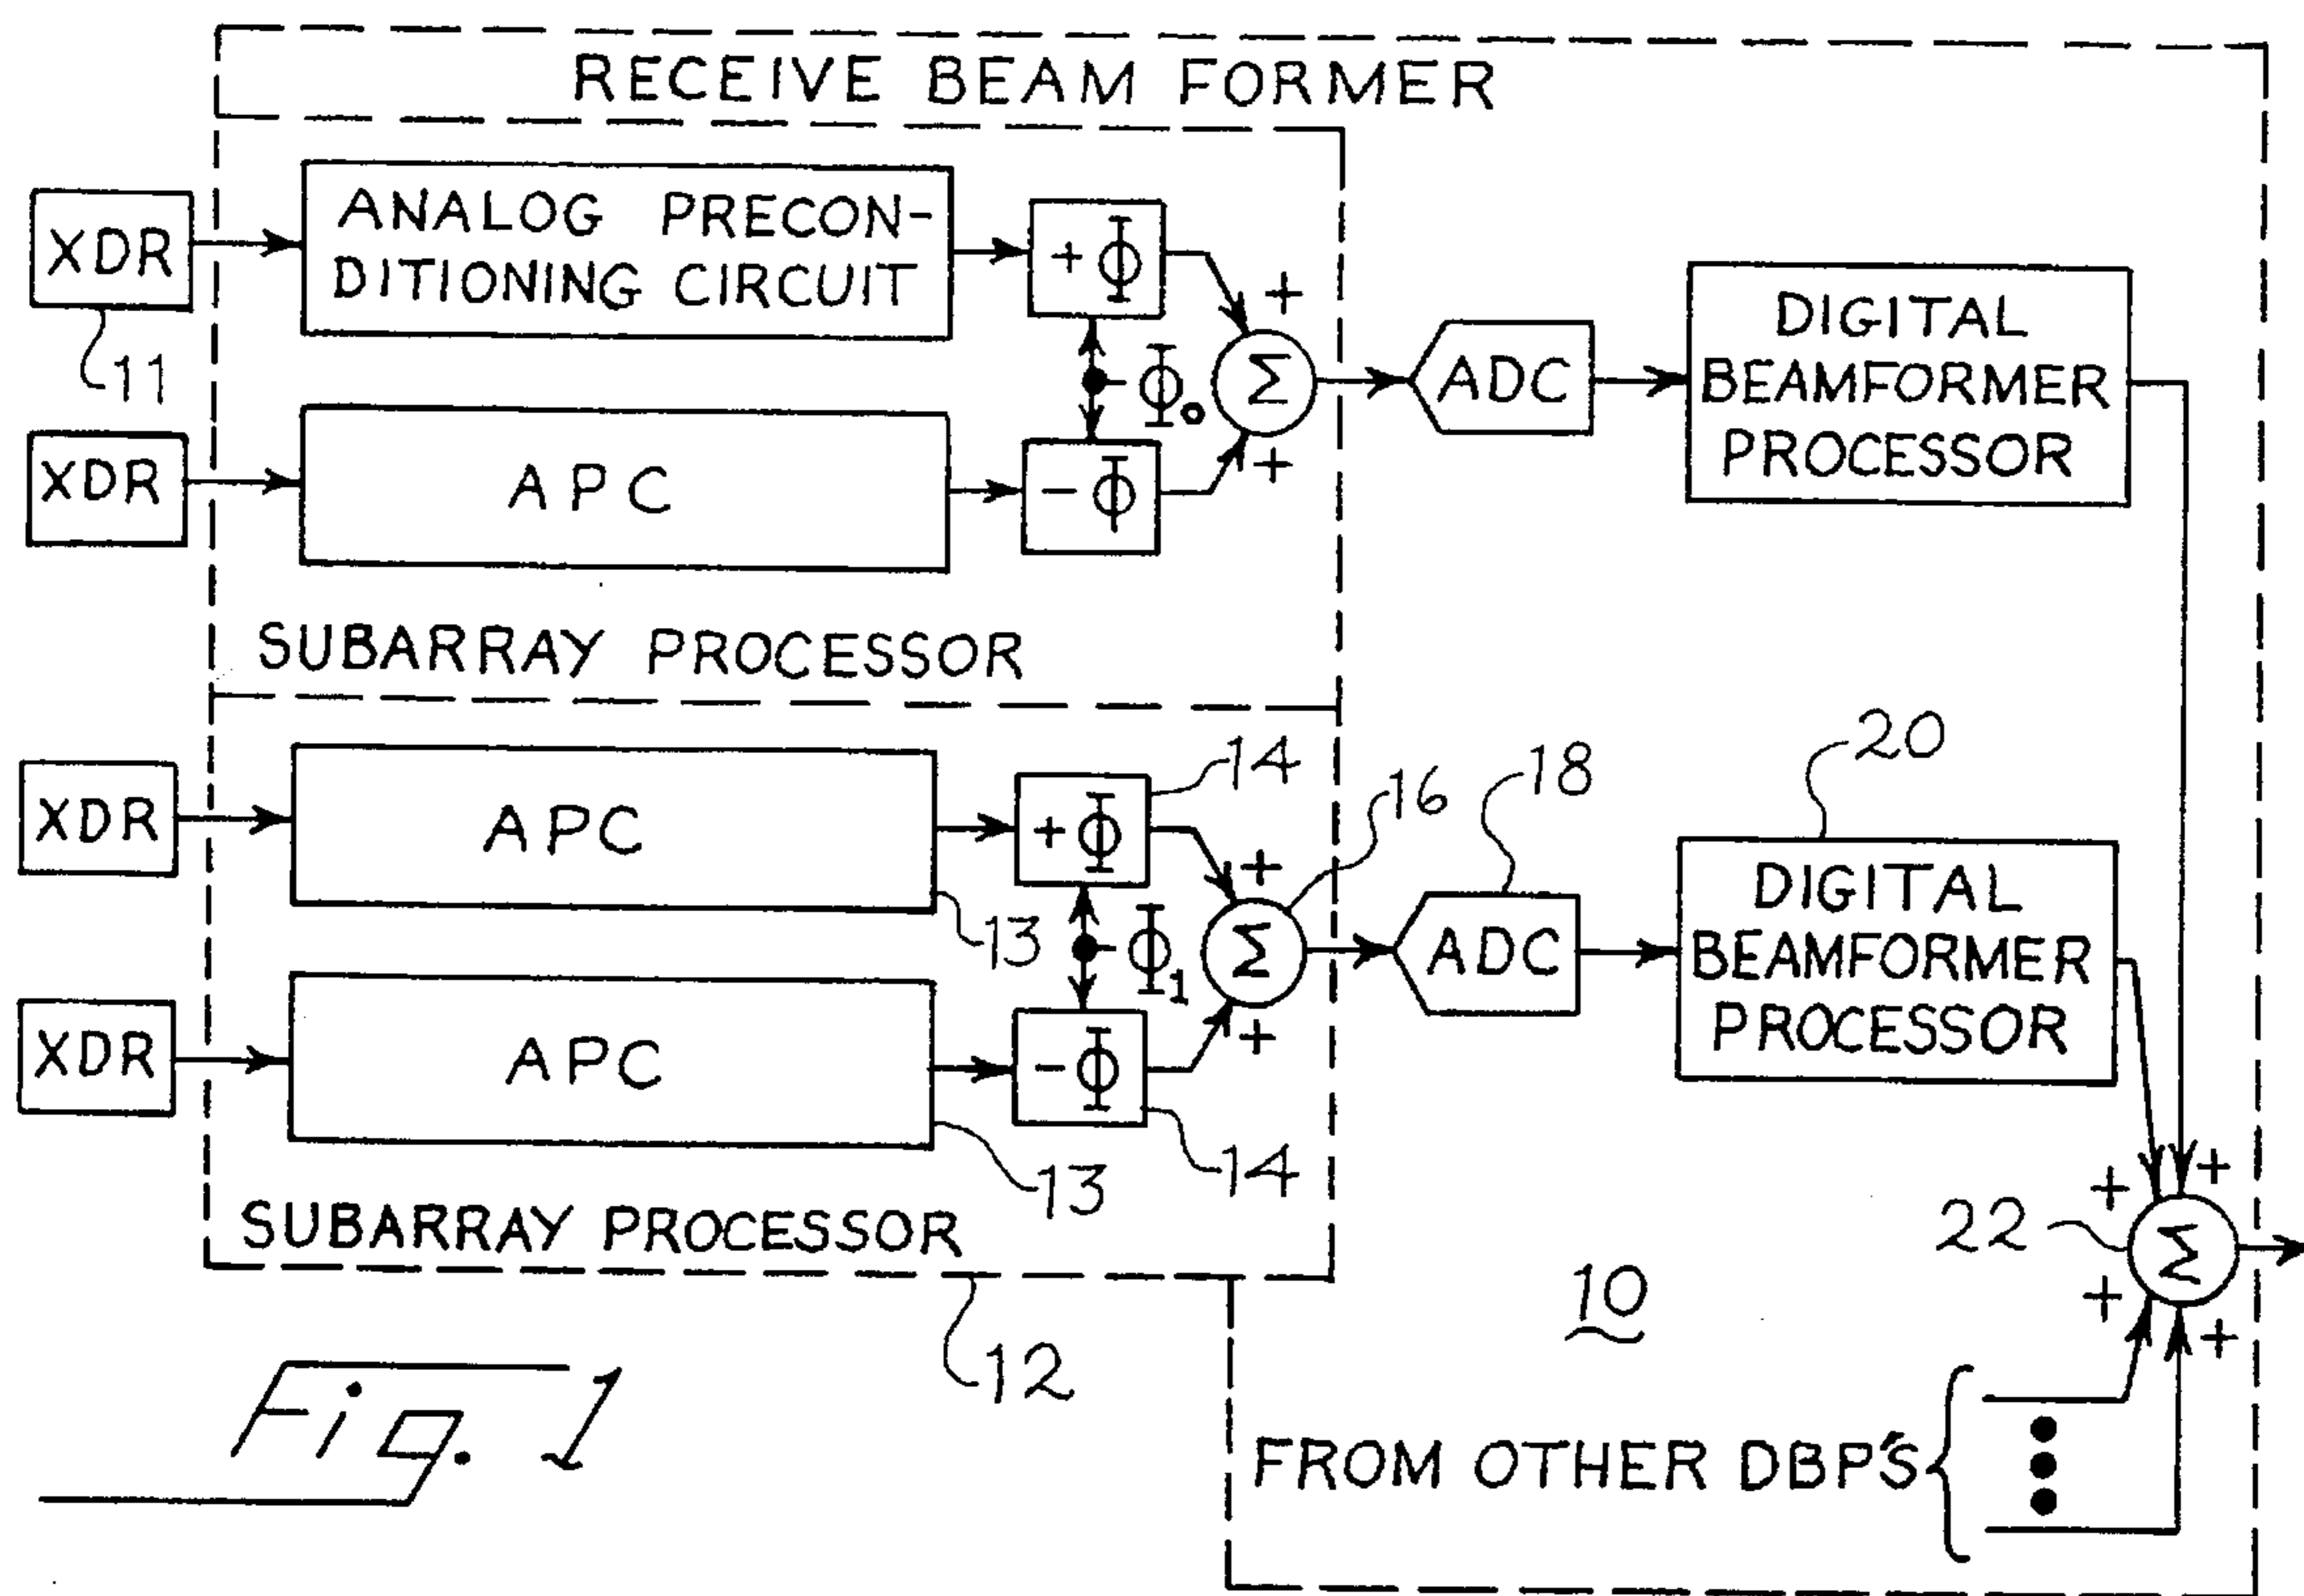 RECEIVE BEAM FORMER
XDR
11
ANALOG PRECON-
DITIONING CIRCUIT
+Φ
+
Φ₀
Σ
ADC
DIGITAL
BEAMFORMER
PROCESSOR
XDR
APC
-Φ
+
SUBARRAY PROCESSOR
XDR
APC
13
+Φ
14
+
Φ₁
Σ
16
ADC
18
DIGITAL
BEAMFORMER
PROCESSOR
20
XDR
APC
13
-Φ
14
+
SUBARRAY PROCESSOR
12
+
+
22
Σ
+
+
10
FROM OTHER DBP'S
Fig. 1